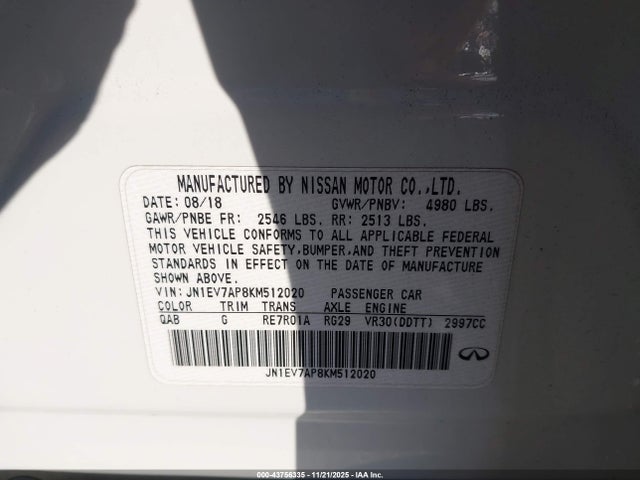 MANUFACTURED BY NISSAN MOTOR CO.,LTD.
DATE: 08/18 GVWR/PNBV: 4980 LBS.
GAWR/PNBE FR: 2546 LBS. RR: 2513 LBS.
THIS VEHICLE CONFORMS TO ALL APPLICABLE FEDERAL
MOTOR VEHICLE SAFETY,BUMPER,AND THEFT PREVENTION
STANDARDS IN EFFECT ON THE DATE OF MANUFACTURE
SHOWN ABOVE.
VIN: JN1EV7AP8KM512020 PASSENGER CAR
COLOR TRIM TRANS AXLE ENGINE
QAB G RE7R01A RG29 VR30(DDTT) 2997CC
JN1EV7AP8KM512020
000-43756335 - 11/21/2025 - IAA Inc.